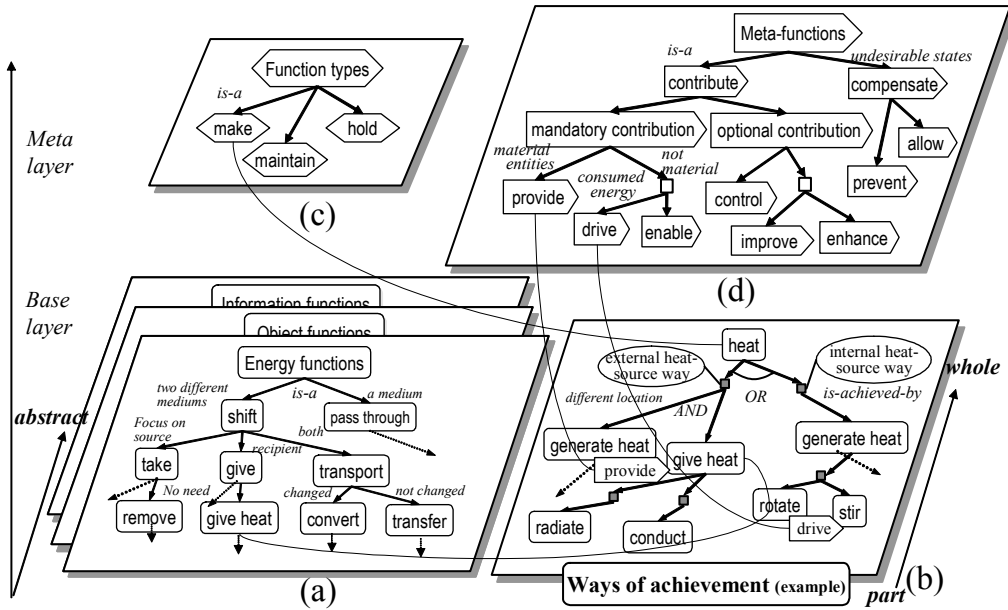 Meta
layer
Base
layer
abstract
Function types
is-a
make
hold
maintain
(c)
Meta-functions
is-a
undesirable states
contribute
compensate
mandatory contribution
optional contribution
allow
material
entities
not
material
consumed
energy
provide
prevent
control
drive
enable
improve
enhance
(d)
Information functions
Object functions
Energy functions
two different
mediums
is-a
a medium
shift
pass through
Focus on
source
both
recipient
take
give
transport
No need
changed
not changed
remove
give heat
convert
transfer
(a)
heat
external heat-
source way
internal heat-
source way
whole
different location
AND
OR
is-achieved-by
generate heat
generate heat
provide
give heat
rotate
stir
radiate
conduct
drive
(b)
Ways of achievement (example)
part